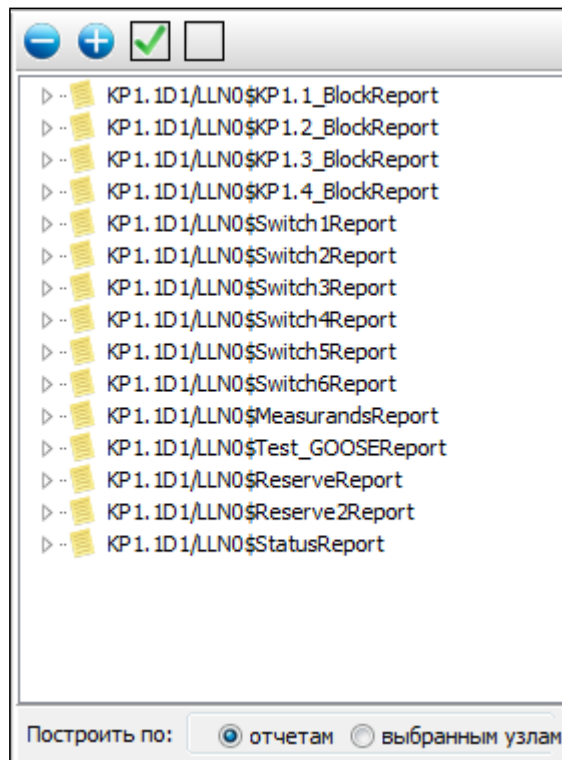 KP1.1D1/LLN0$KP1.1_BlockReport
KP1.1D1/LLN0$KP1.2_BlockReport
KP1.1D1/LLN0$KP1.3_BlockReport
KP1.1D1/LLN0$KP1.4_BlockReport
KP1.1D1/LLN0$Switch1Report
KP1.1D1/LLN0$Switch2Report
KP1.1D1/LLN0$Switch3Report
KP1.1D1/LLN0$Switch4Report
KP1.1D1/LLN0$Switch5Report
KP1.1D1/LLN0$Switch6Report
KP1.1D1/LLN0$MeasurandsReport
KP1.1D1/LLN0$Test_GOOSEReport
KP1.1D1/LLN0$ReserveReport
KP1.1D1/LLN0$Reserve2Report
KP1.1D1/LLN0$StatusReport
Построить по: отчетам выбранным узлам